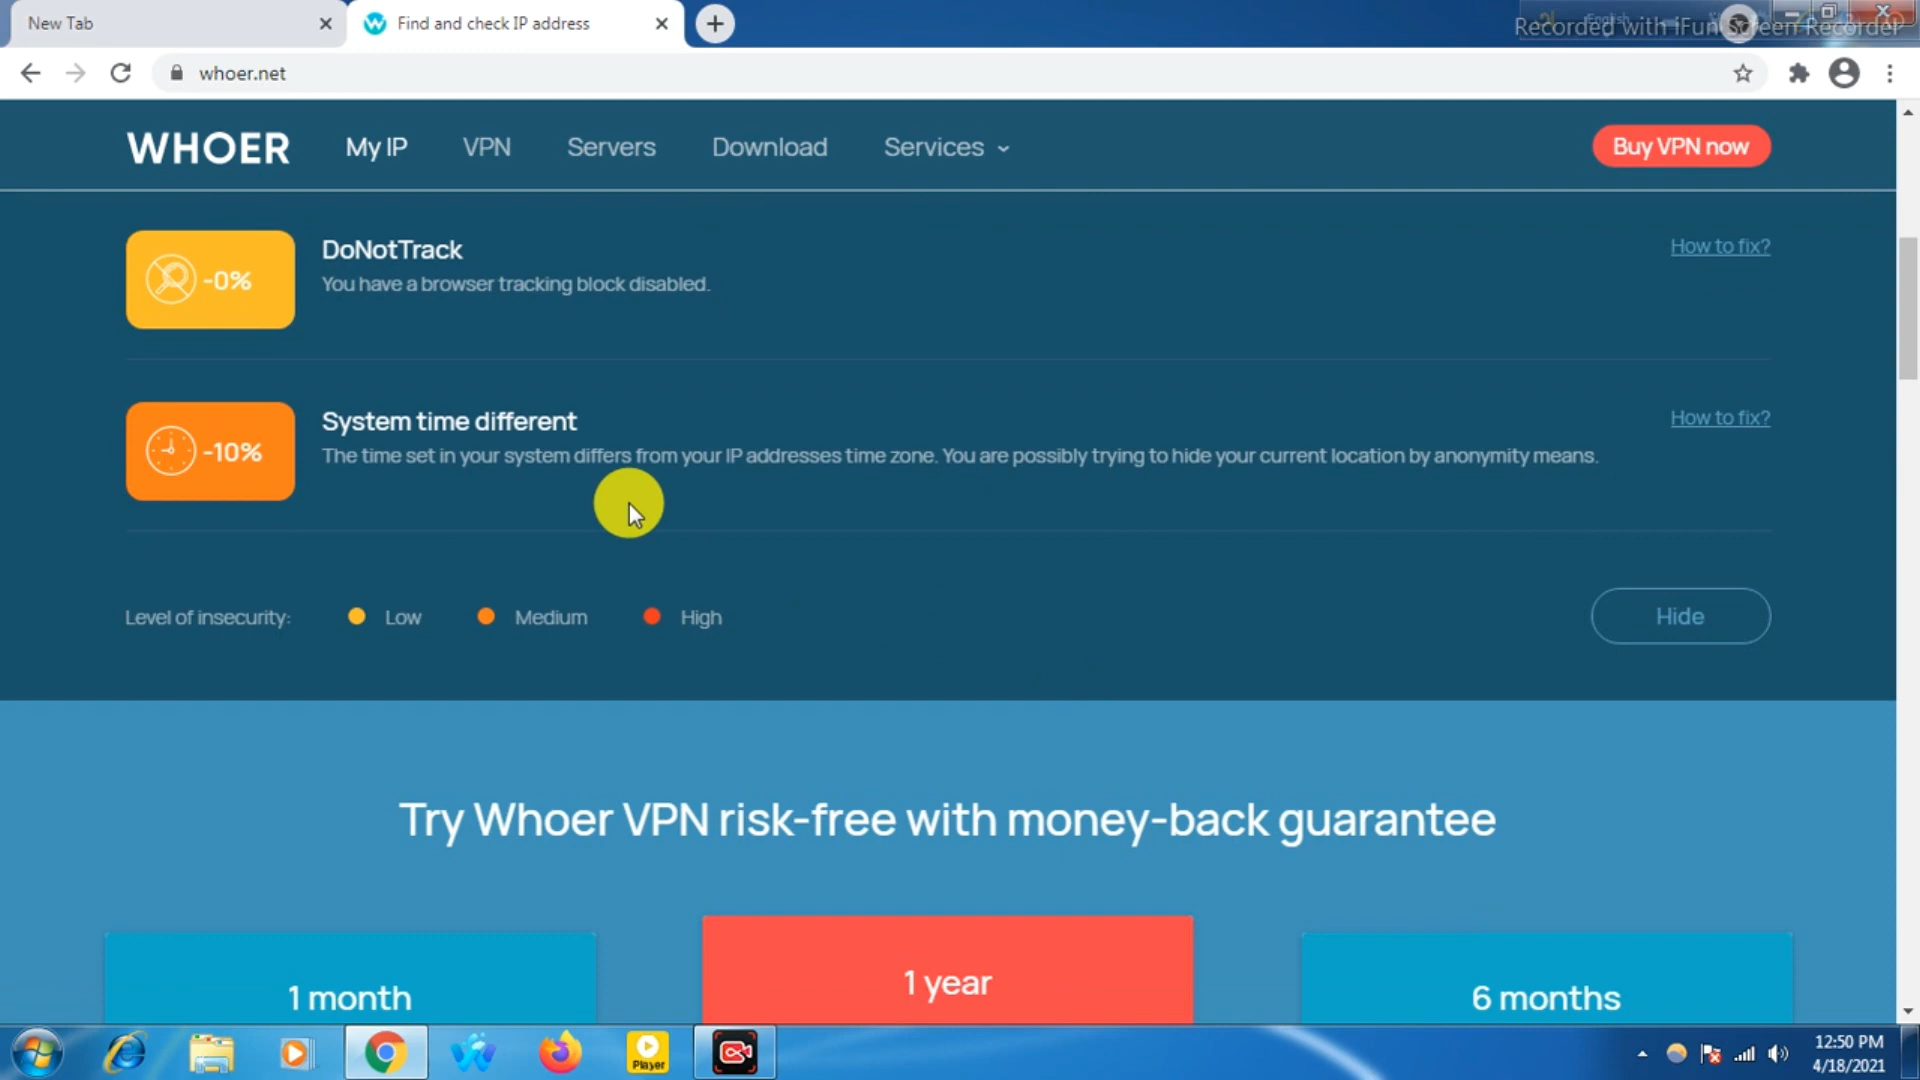 New Tab
Find and check IP address
Recorded with iFun Screen Recorder
whoer.net
WHOER
My IP
VPN
Servers
Download
Services
Buy VPN now
-0%
DoNotTrack
How to fix?
You have a browser tracking block disabled.
-10%
System time different
How to fix?
The time set in your system differs from your IP addresses time zone. You are possibly trying to hide your current location by anonymity means.
Level of insecurity:
Low
Medium
High
Hide
Try Whoer VPN risk-free with money-back guarantee
1 month
1 year
6 months
Player
12:50 PM
4/18/2021